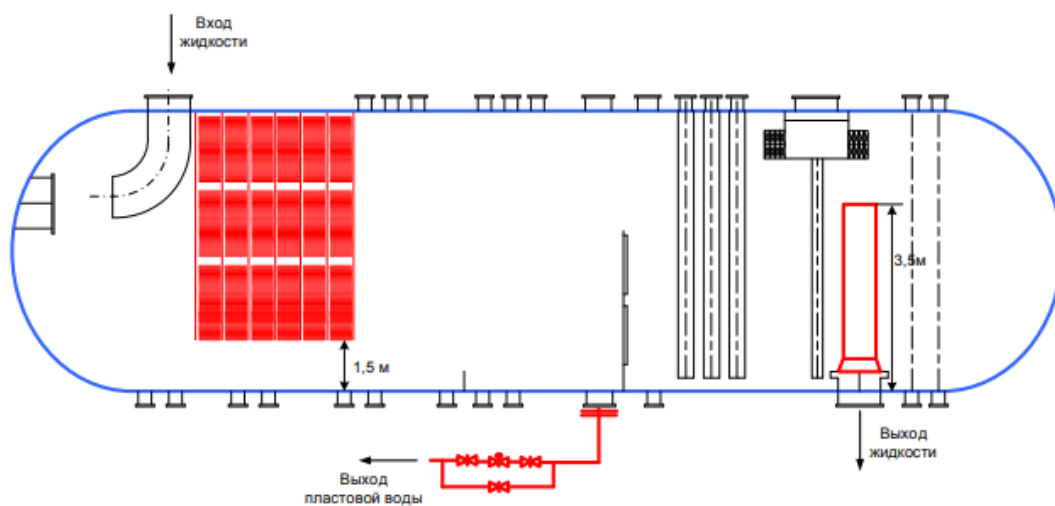 Вход
жидкости
3,5м
1,5 м
Выход
жидкости
Выход
пластовой воды